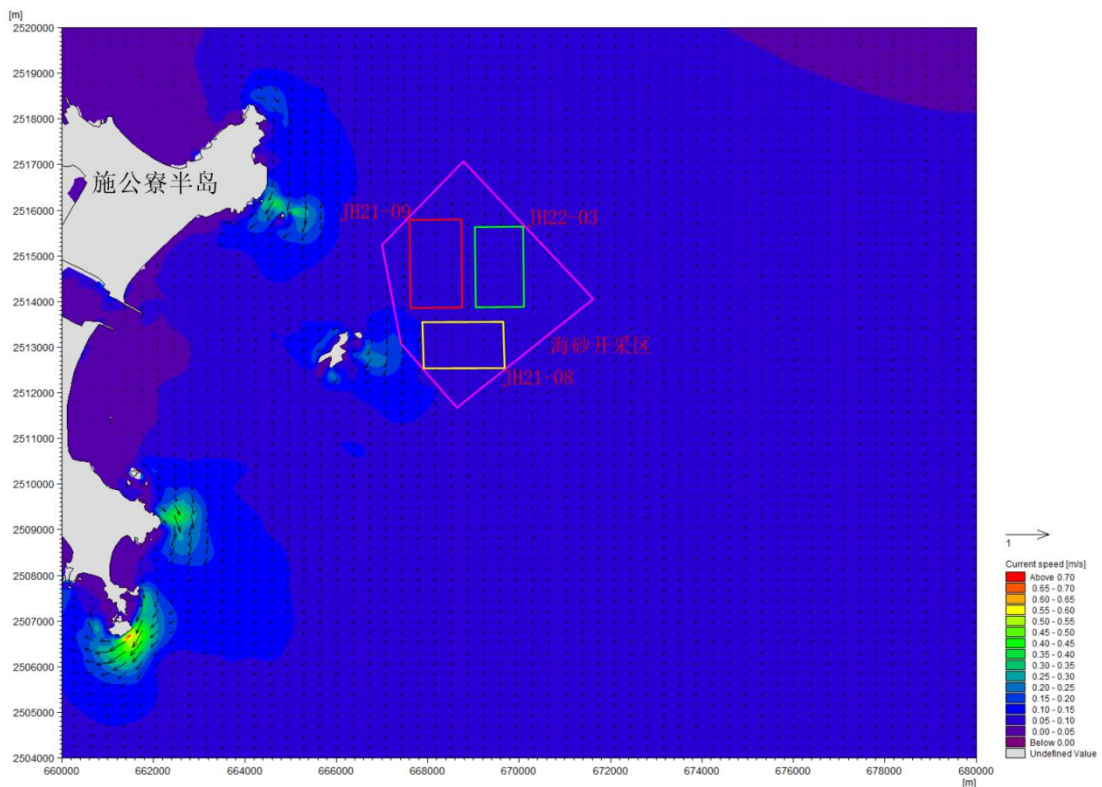 [m]
2520000
2519000
2518000
2517000
2516000
2515000
2514000
2513000
2512000
2511000
2510000
2509000
2508000
2507000
2506000
2505000
2504000
施公寮半岛
JH21-09
JH22-03
海砂开采区
JH21-08
660000 662000 664000 666000 668000 670000 672000 674000 676000 678000 680000
[m]
1
Current speed [m/s]
Above 0.70
0.65 - 0.70
0.60 - 0.65
0.55 - 0.60
0.50 - 0.55
0.45 - 0.50
0.40 - 0.45
0.35 - 0.40
0.30 - 0.35
0.25 - 0.30
0.20 - 0.25
0.15 - 0.20
0.10 - 0.15
0.05 - 0.10
0.00 - 0.05
Below 0.00
Undefined Value